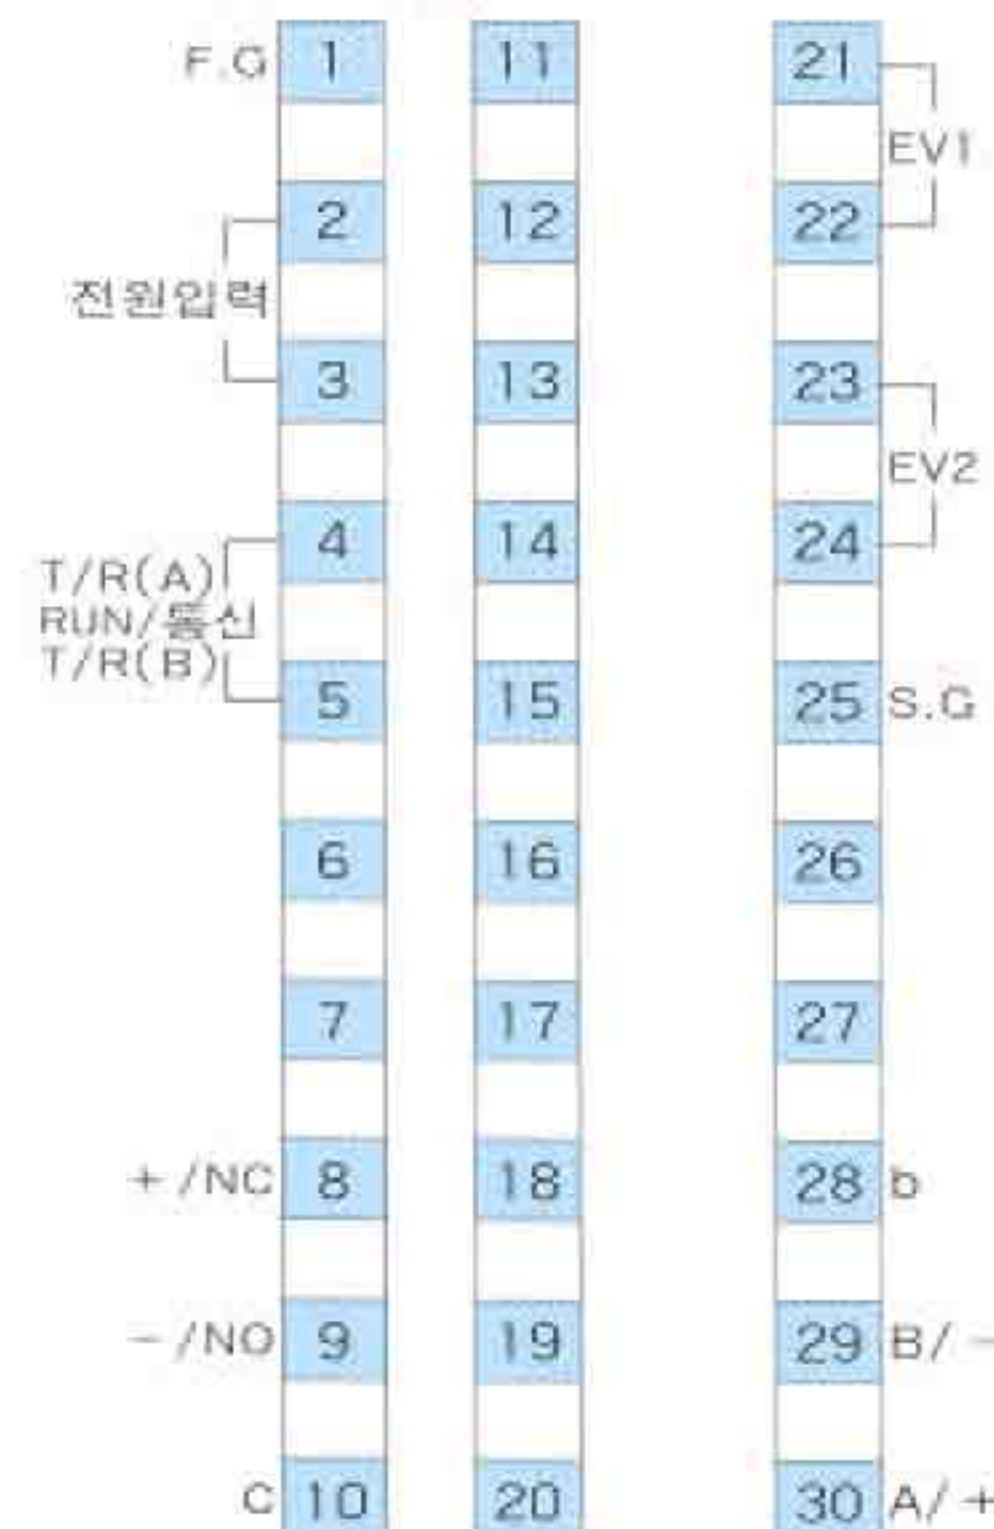 F.G 1 11 21
EV1
2 12 22
전원입력
3 13 23
EV2
4 14 24
T/R(A)
RUN/통신
T/R(B)
5 15 25 S.G
6 16 26
7 17 27
+/NC 8 18 28 b
-/NO 9 19 29 B/-
C 10 20 30 A/+